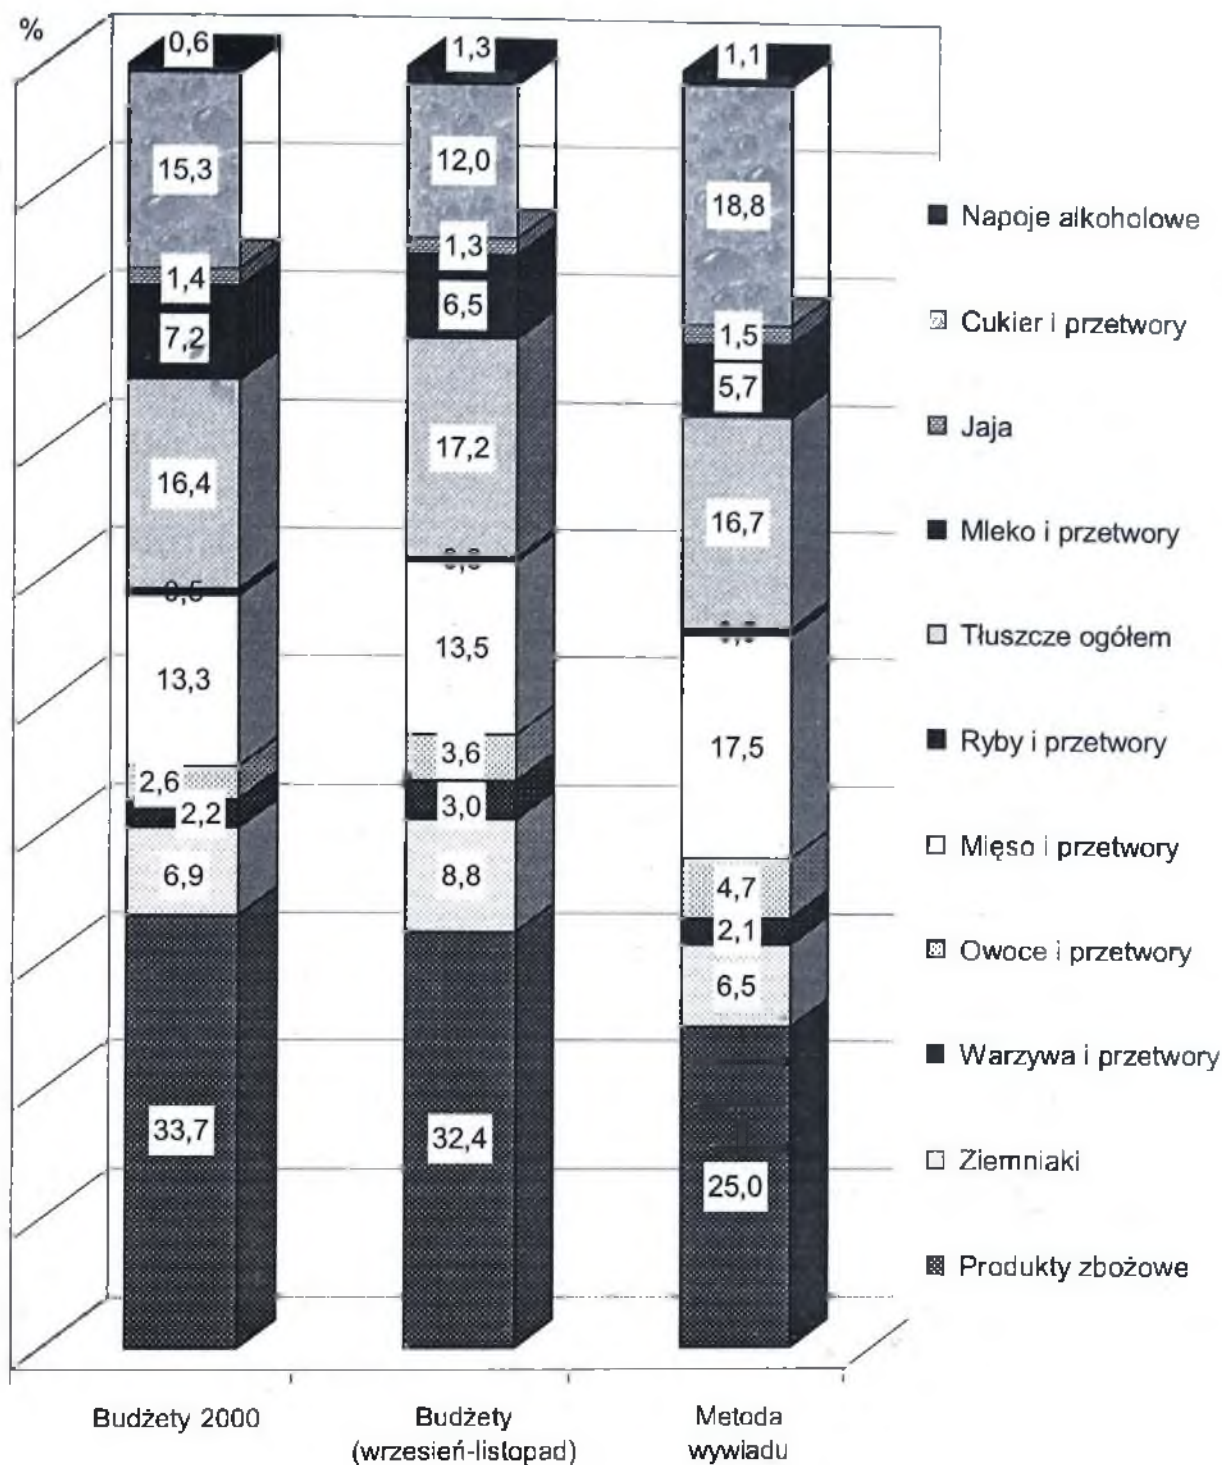 %
0,6
15,3
1,4
7,2
16,4
0,5
13,3
2,6
2,2
6,9
33,7
1,3
12,0
1,3
6,5
17,2
13,5
3,6
3,0
8,8
32,4
1,1
18,8
1,5
5,7
16,7
17,5
4,7
2,1
6,5
25,0
Napoje alkoholowe
Cukier i przetwory
Jaja
Mleko i przetwory
Tłuszcze ogółem
Ryby i przetwory
Mięso i przetwory
Owoce i przetwory
Warzywa i przetwory
Ziemniaki
Produkty zbożowe
Budżety 2000
Budżety
(wrzesień-listopad)
Metoda
wywiadu